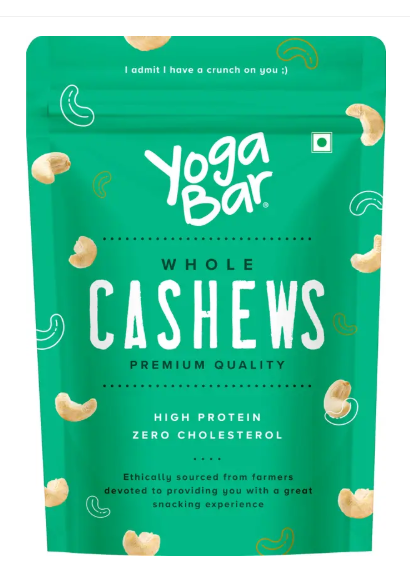 I admit I have a crunch on you ;)
Yoga
Bar®
WHOLE
CASHEWS
PREMIUM QUALITY
HIGH PROTEIN
ZERO CHOLESTEROL
Ethically sourced from farmers
devoted to providing you with a great
snacking experience